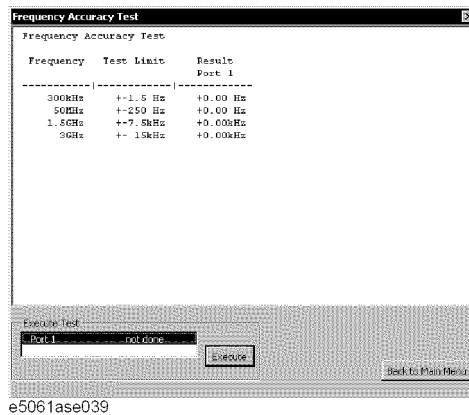 Frequency Accuracy Test
Frequency Accuracy Test
Frequency Test Limit Result
Port 1
-----------|-------------|-------------
300kHz +-1.5 Hz +0.00 Hz
50MHz +-250 Hz +0.00 Hz
1.5GHz +-7.5kHz +0.00kHz
3GHz +- 15kHz +0.00kHz
Execute Test
Port 1 not done
Execute
Back to Main Menu
e5061ase039